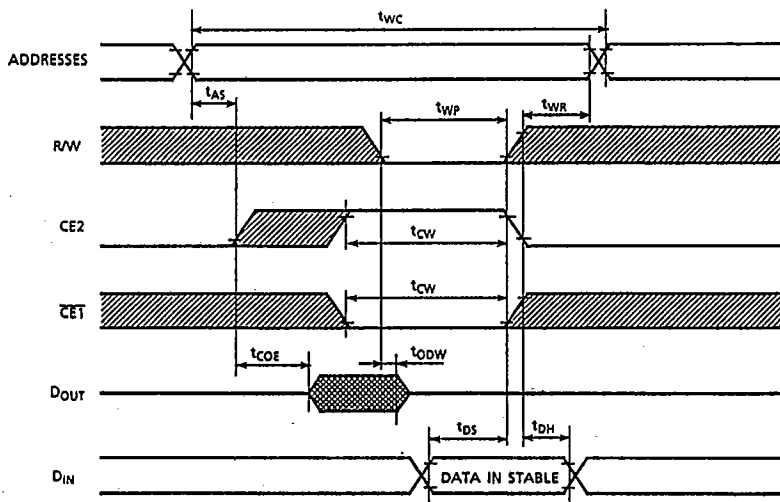 tWC
ADDRESSES
tAS
tWP
tWR
R/W
CE2
tCW
tCW
CE1
tCOE
tODW
DOUT
tDS
tDH
DIN
DATA IN STABLE